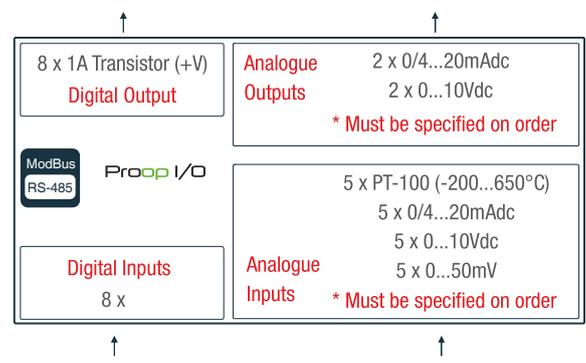 8 x 1A Transistor (+V)
Digital Output
Analogue
Outputs
2 x 0/4...20mAdc
2 x 0...10Vdc
* Must be specified on order
ModBus
RS-485
Proop I/O
Digital Inputs
8 x
Analogue
Inputs
5 x PT-100 (-200...650°C)
5 x 0/4...20mAdc
5 x 0...10Vdc
5 x 0...50mV
* Must be specified on order